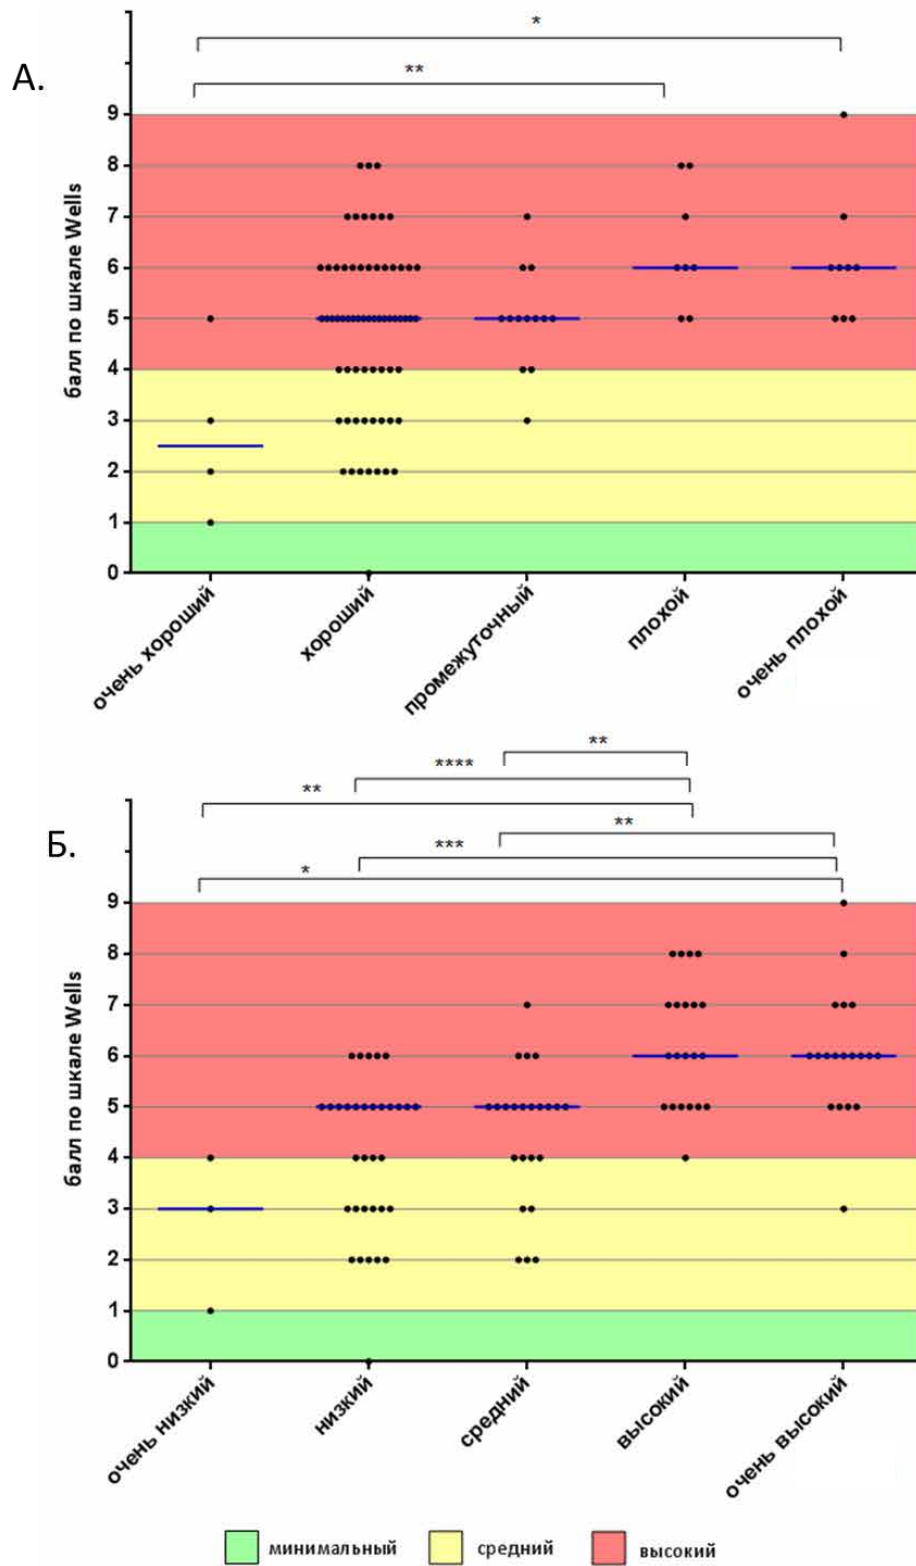 *
А.
**
9
8
7
6
5
4
3
2
1
0
балл по шкале Wells
очень хороший
хороший
промежуточный
плохой
очень плохой
**
****
**
Б.
**
***
*
9
8
7
6
5
4
3
2
1
0
балл по шкале Wells
очень низкий
низкий
средний
высокий
очень высокий
минимальный средний высокий